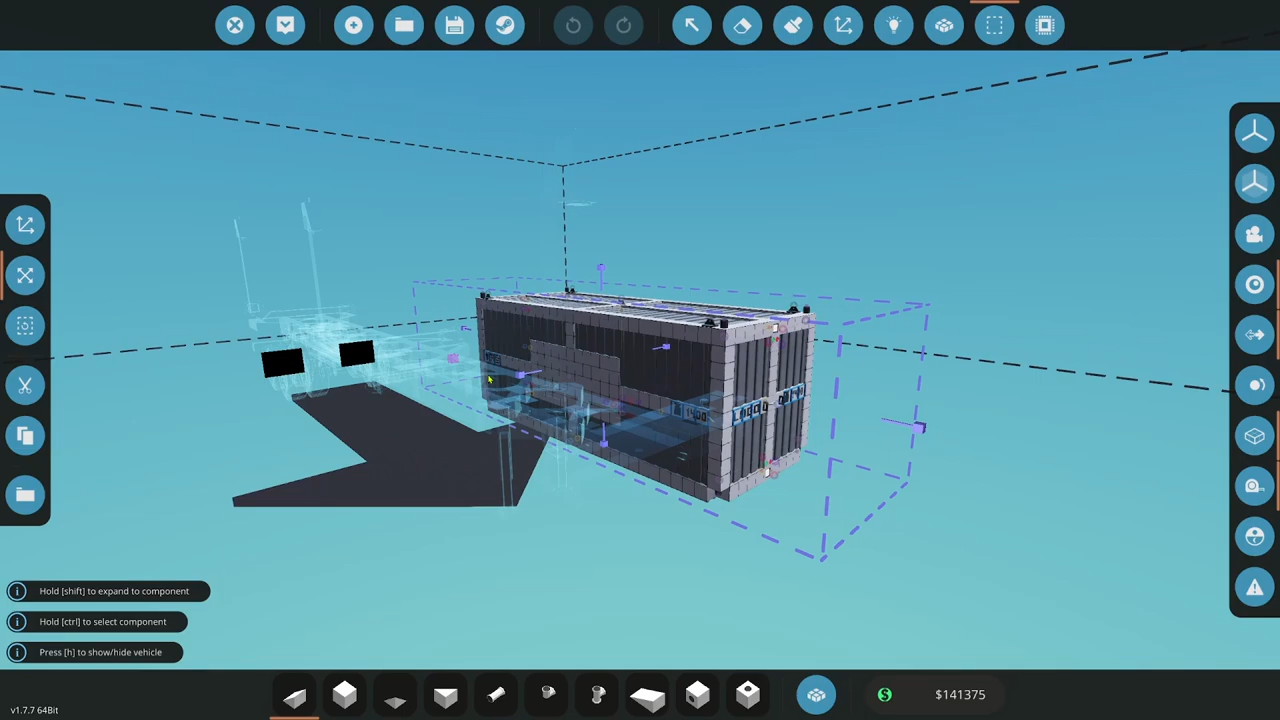 Hold [shift] to expand to component
Hold [ctrl] to select component
Press [h] to show/hide vehicle
v1.7.7 64Bit
$141375